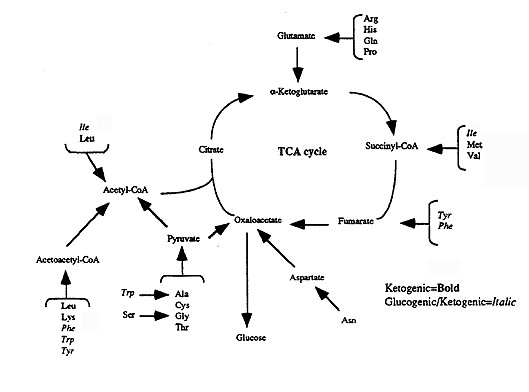 Arg
His
Gln
Pro
Glutamate
α-Ketoglutarate
Ile
Leu
Citrate
TCA cycle
Succinyl-CoA
Ile
Met
Val
Acetyl-CoA
Oxaloacetate
Fumarate
Tyr
Phe
Pyruvate
Acetoacetyl-CoA
Aspartate
Ketogenic=Bold
Glucogenic/Ketogenic=Italic
Trp
Ala
Cys
Ser
Gly
Thr
Leu
Lys
Phe
Trp
Tyr
Asn
Glucose